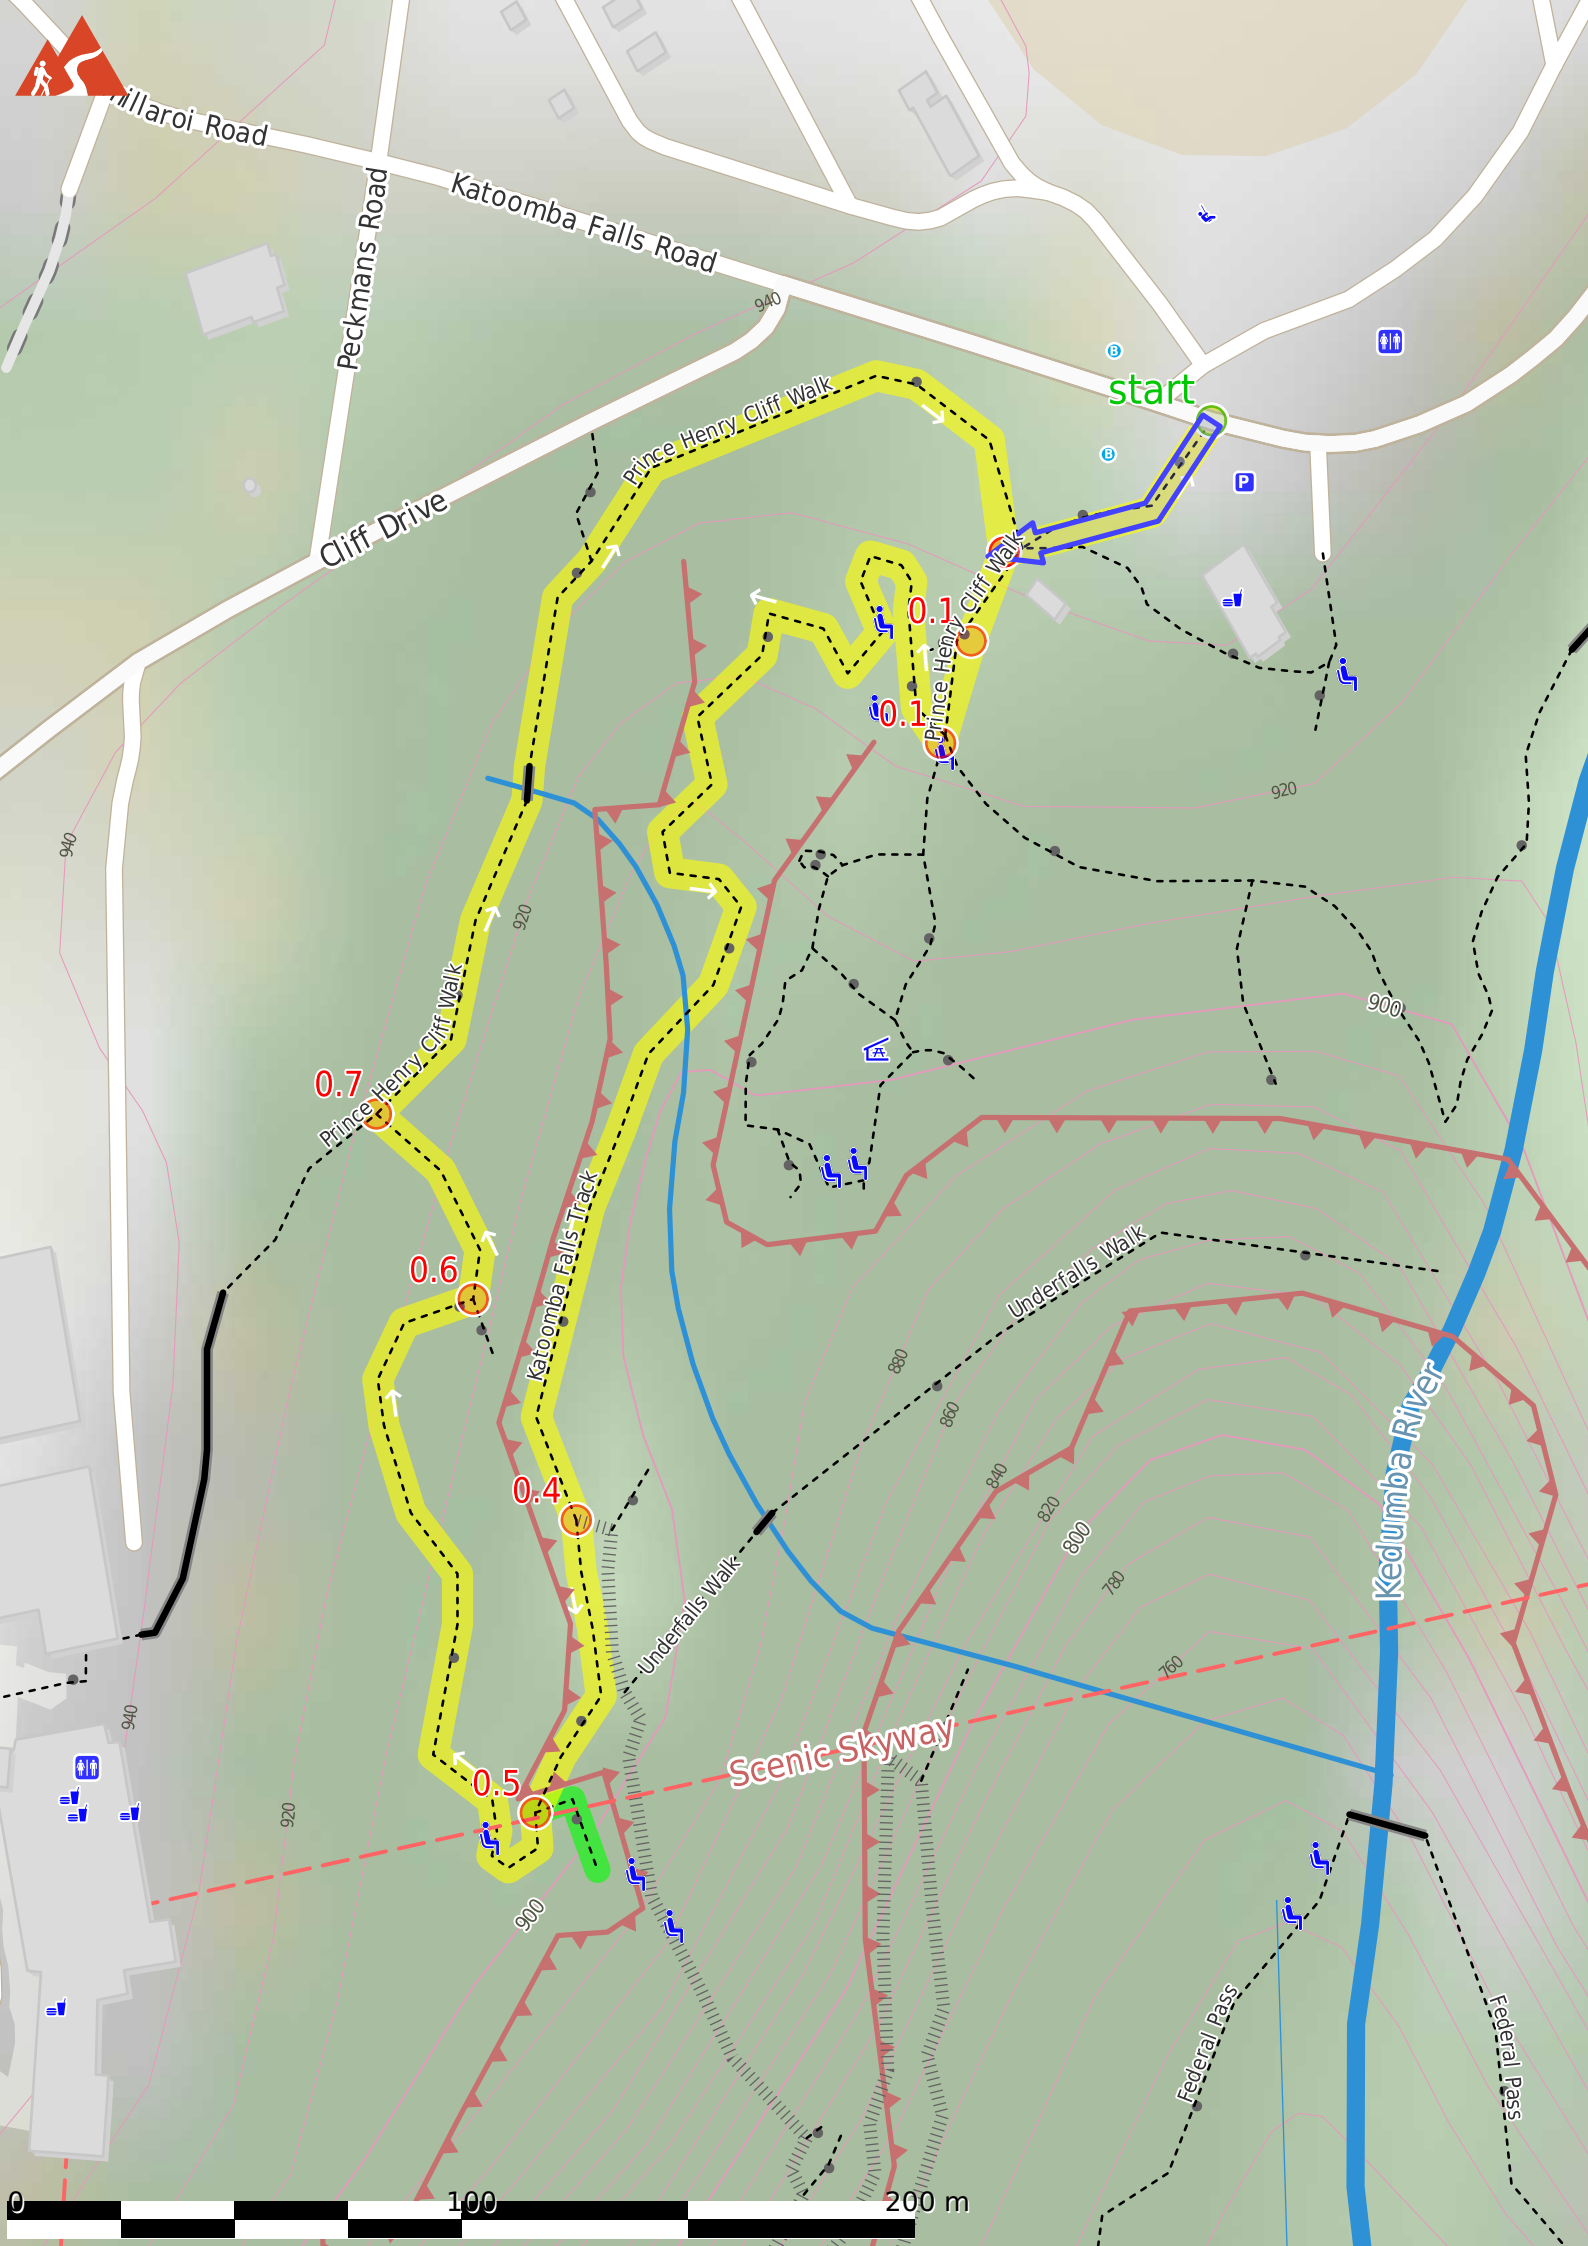 illaroi Road
Katoomba Falls Road
Peckmans Road
940
start
B
Prince Henry Cliff Walk
B
P
Cliff Drive
0.1
Prince Henry Cliff Walk
0.1
920
940
920
900
Prince Henry Cliff Walk
0.7
Katoomba Falls Track
0.6
Underfalls Walk
880
860
840
820
800
780
760
Kedumba River
0.4
Underfalls Walk
940
920
0.5
Scenic Skyway
900
Federal Pass
Federal Pass
0 100 200 m